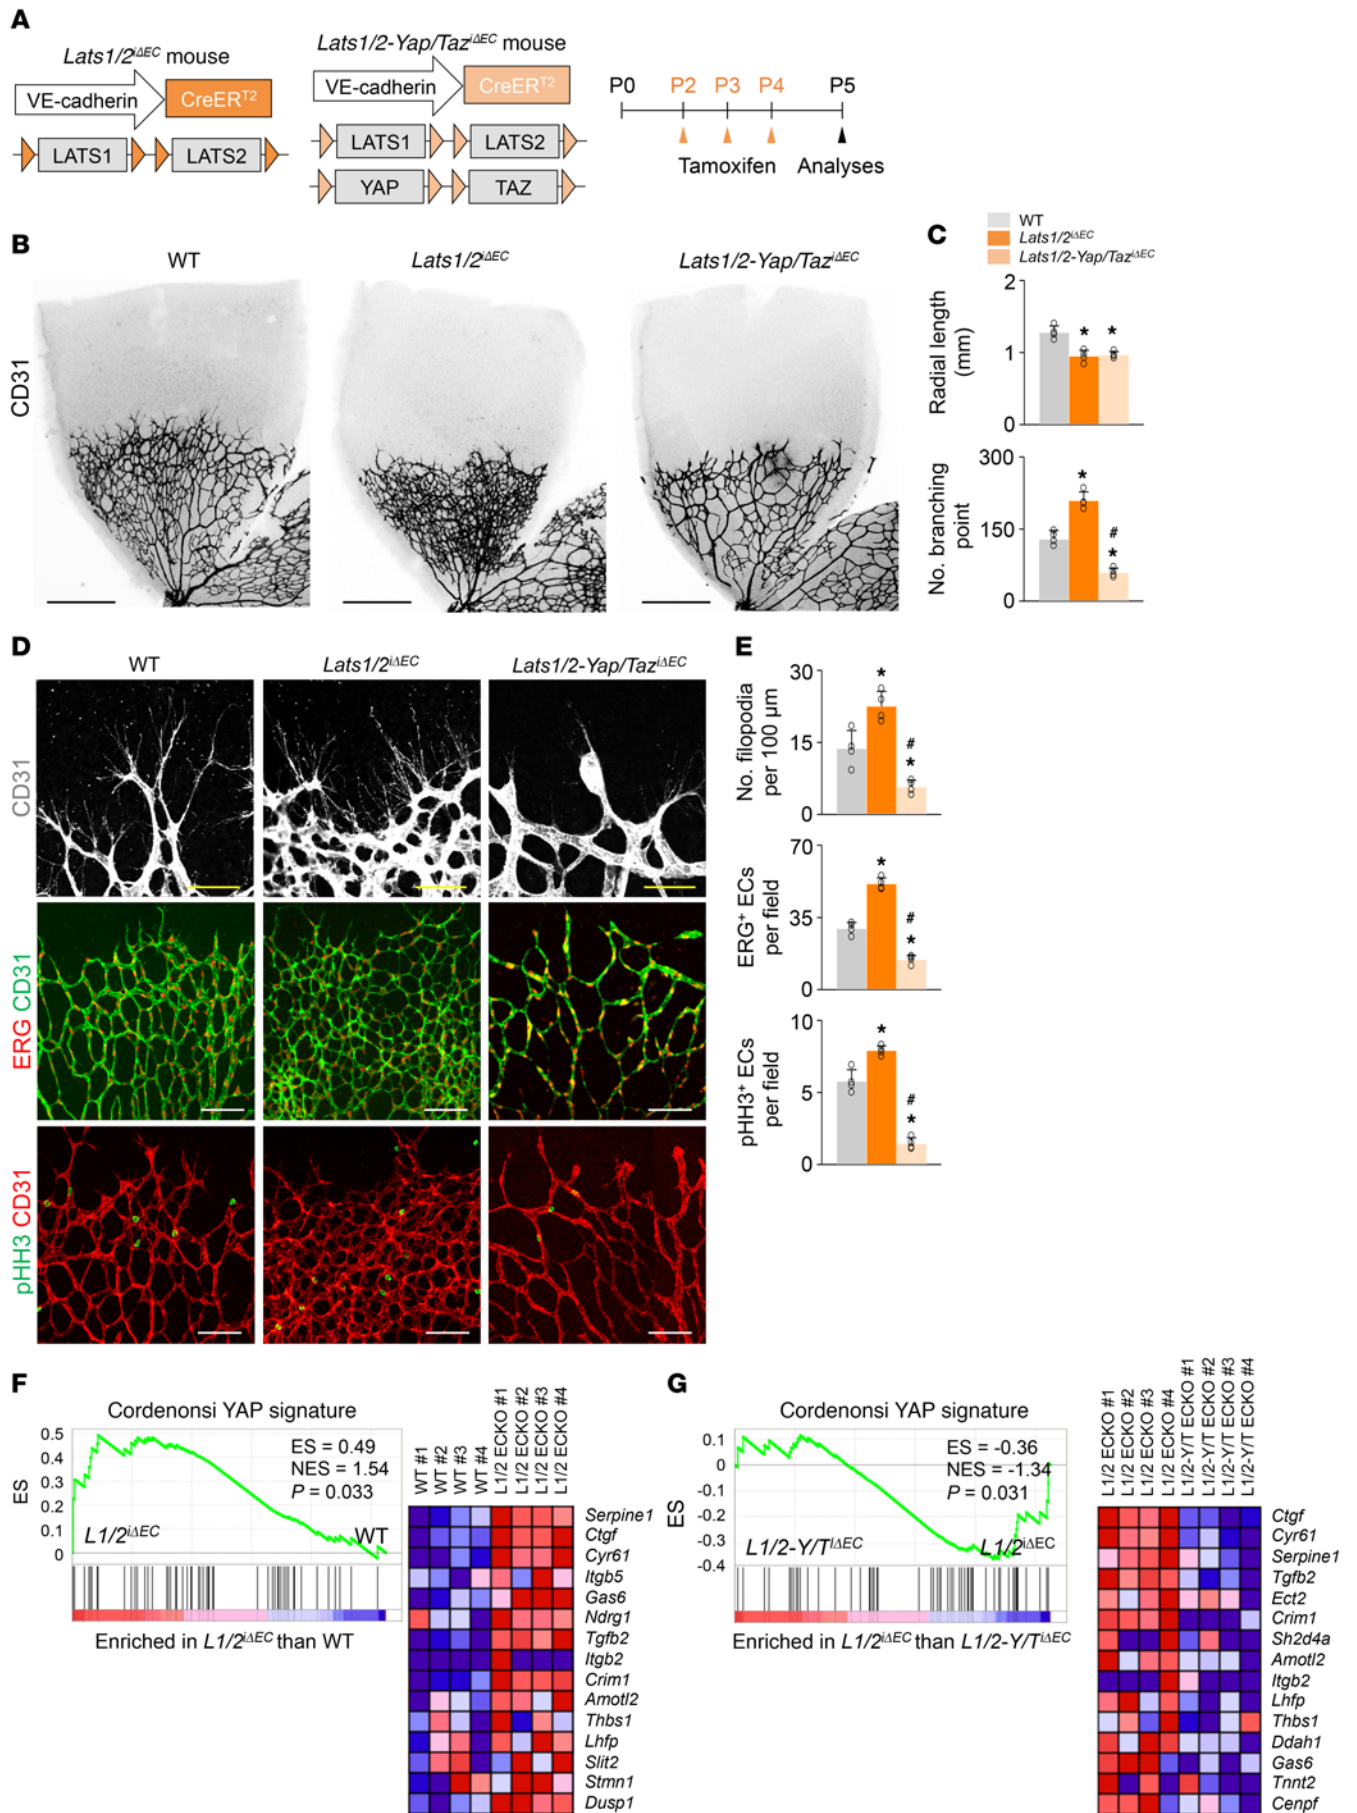 A
Lats1/2iΔEC mouse
VE-cadherin
CreERT2
LATS1
LATS2
Lats1/2-Yap/TaziΔEC mouse
VE-cadherin
CreERT2
LATS1
LATS2
YAP
TAZ
P0
P2
P3
P4
P5
Tamoxifen
Analyses
B
WT
Lats1/2iΔEC
Lats1/2-Yap/TaziΔEC
CD31
C
WT
Lats1/2iΔEC
Lats1/2-Yap/TaziΔEC
Radial length
(mm)
2
1
0
*
*
No. branching
point
300
150
0
*
#
*
D
WT
Lats1/2iΔEC
Lats1/2-Yap/TaziΔEC
CD31
ERG CD31
pHH3 CD31
E
No. filopodia
per 100 µm
30
15
0
*
#
*
ERG+ ECs
per field
70
35
0
*
#
*
pHH3+ ECs
per field
10
5
0
*
#
*
F
Cordenonsi YAP signature
ES
0.5
0.4
0.3
0.2
0.1
0
ES = 0.49
NES = 1.54
P = 0.033
L1/2iΔEC
WT
Enriched in L1/2iΔEC than WT
WT #1
WT #2
WT #3
WT #4
L1/2 ECKO #1
L1/2 ECKO #2
L1/2 ECKO #3
L1/2 ECKO #4
Serpine1
Ctgf
Cyr61
Itgb5
Gas6
Ndrg1
Tgfb2
Itgb2
Crim1
Amotl2
Thbs1
Lhfp
Slit2
Stmn1
Dusp1
G
Cordenonsi YAP signature
ES
0.1
0
-0.1
-0.2
-0.3
-0.4
ES = -0.36
NES = -1.34
P = 0.031
L1/2-Y/TiΔEC
L1/2iΔEC
Enriched in L1/2iΔEC than L1/2-Y/TiΔEC
L1/2 ECKO #1
L1/2 ECKO #2
L1/2 ECKO #3
L1/2 ECKO #4
L1/2-Y/T ECKO #1
L1/2-Y/T ECKO #2
L1/2-Y/T ECKO #3
L1/2-Y/T ECKO #4
Ctgf
Cyr61
Serpine1
Tgfb2
Ect2
Crim1
Sh2d4a
Amotl2
Itgb2
Lhfp
Thbs1
Ddah1
Gas6
Tnnt2
Cenpf